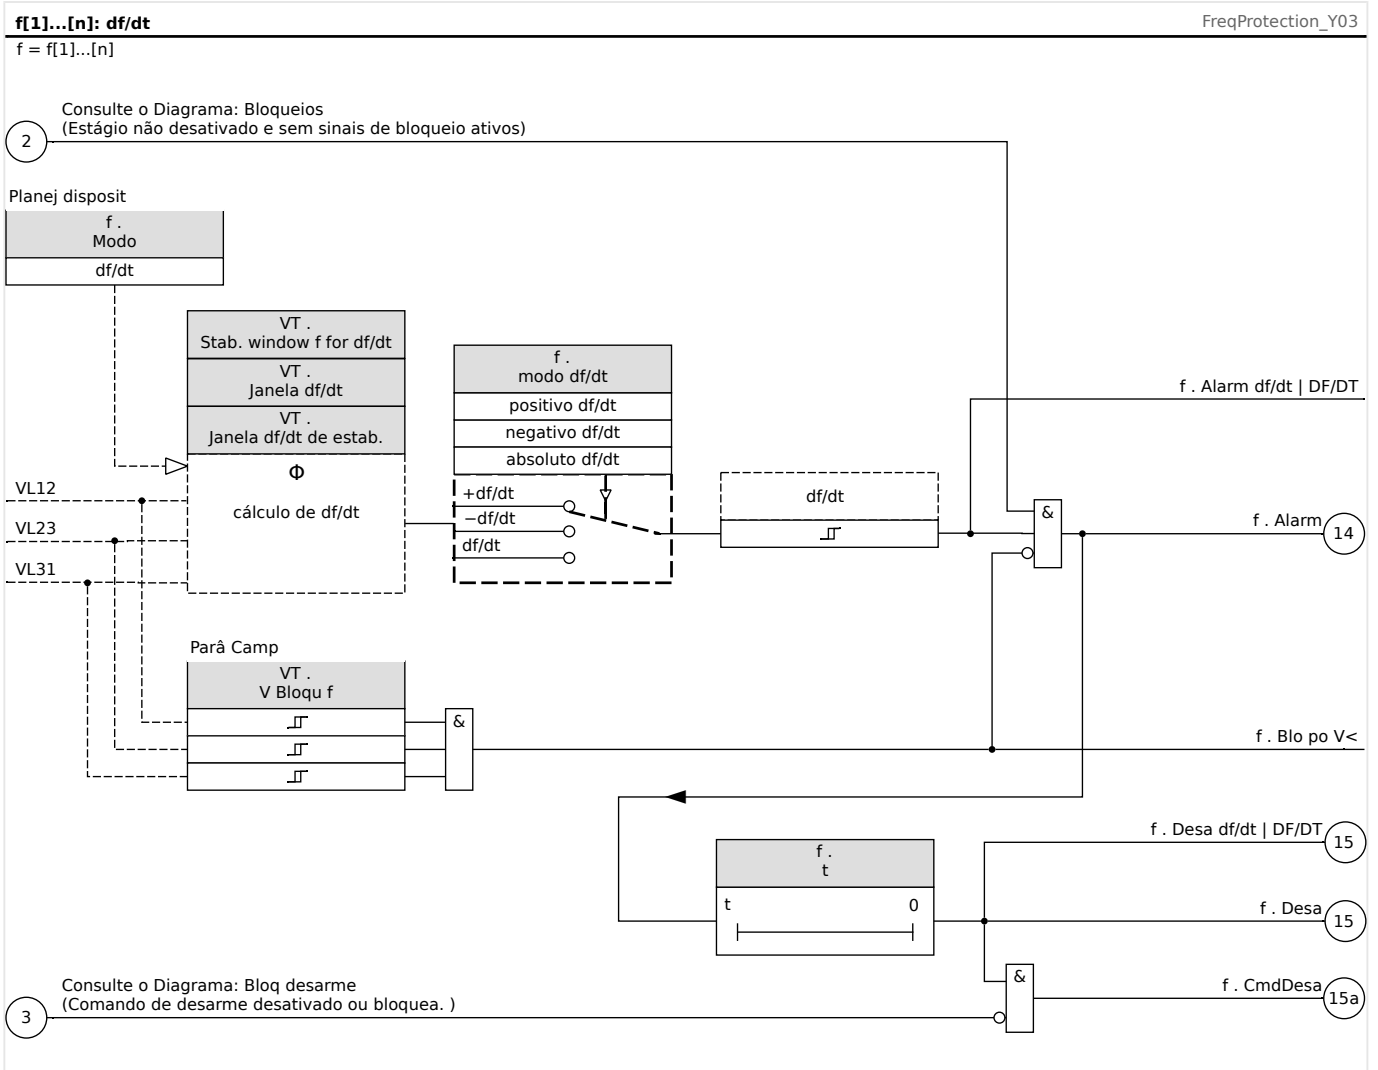 f[1]...[n]: df/dt
FreqProtection_Y03
f = f[1]...[n]
Consulte o Diagrama: Bloqueios
(Estágio não desativado e sem sinais de bloqueio ativos)
2
Planej disposit
f .
Modo
df/dt
VT .
Stab. window f for df/dt
VT .
Janela df/dt
VT .
Janela df/dt de estab.
Φ
cálculo de df/dt
VL12
VL23
VL31
f .
modo df/dt
positivo df/dt
negativo df/dt
absoluto df/dt
+df/dt
−df/dt
df/dt
df/dt
f . Alarm df/dt | DF/DT
&
f . Alarm
14
Parâ Camp
VT .
V Bloqu f
&
f . Blo po V<
f .
t
t
0
f . Desa df/dt | DF/DT
15
f . Desa
15
Consulte o Diagrama: Bloq desarme
(Comando de desarme desativado ou bloquea. )
3
&
f . CmdDesa
15a